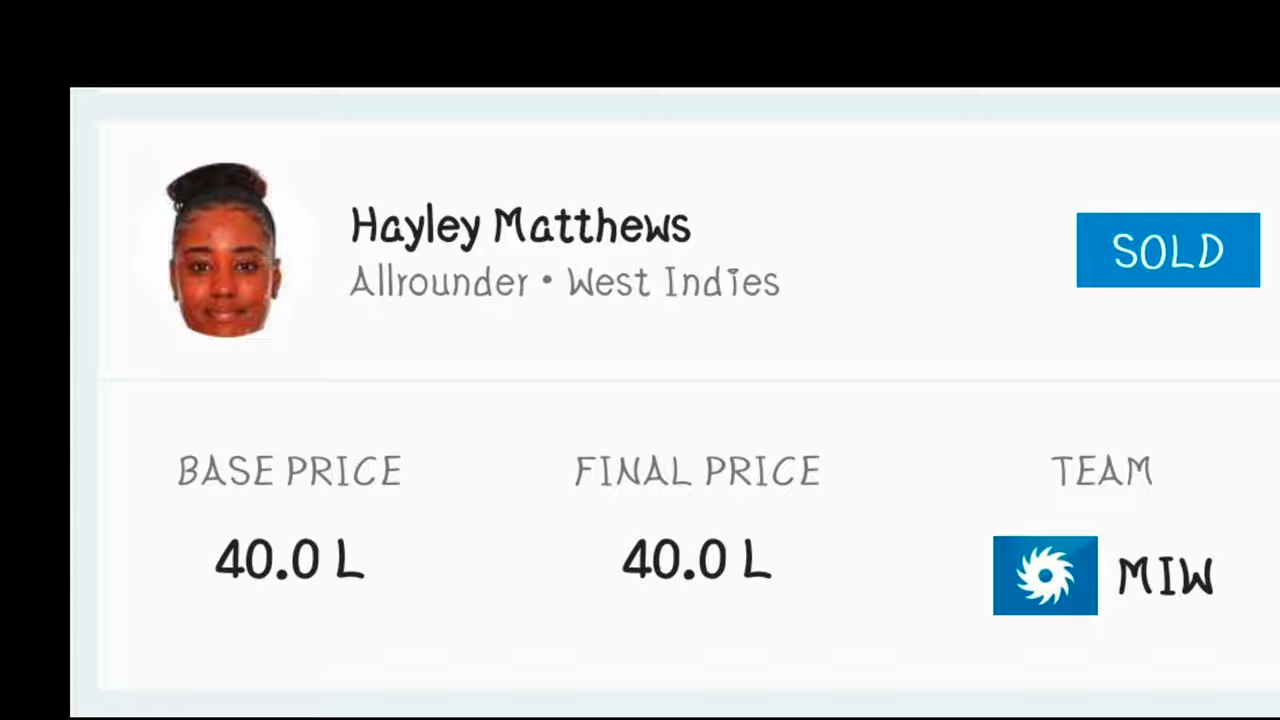 Hayley Matthews
Allrounder • West Indies
SOLD
BASE PRICE
FINAL PRICE
TEAM
40.0 L
40.0 L
MIW